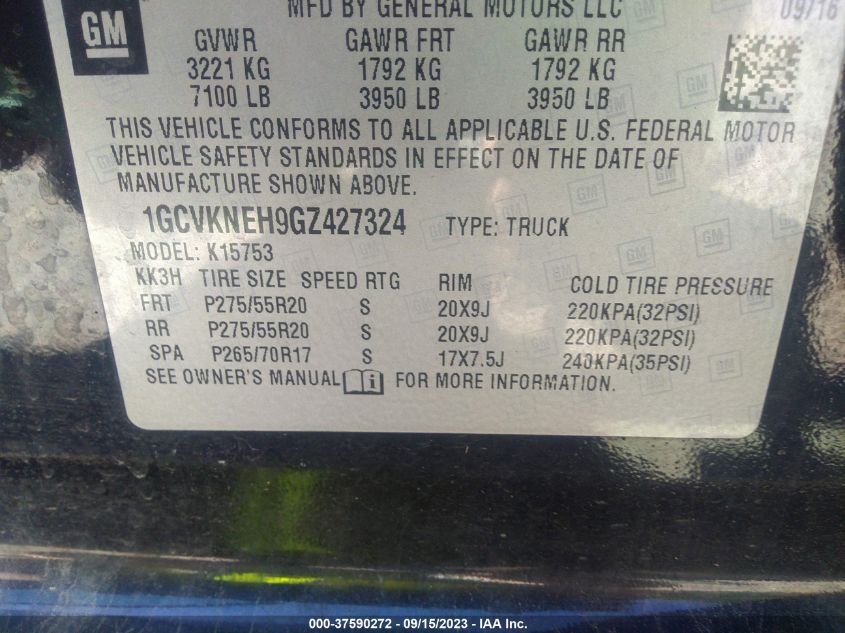 MFD BY GENERAL MOTORS LLC 09/16
GM
GVWR GAWR FRT GAWR RR
3221 KG 1792 KG 1792 KG
7100 LB 3950 LB 3950 LB
THIS VEHICLE CONFORMS TO ALL APPLICABLE U.S. FEDERAL MOTOR
VEHICLE SAFETY STANDARDS IN EFFECT ON THE DATE OF
MANUFACTURE SHOWN ABOVE.
1GCVKNEH9GZ427324 TYPE: TRUCK
MODEL: K15753
KK3H TIRE SIZE SPEED RTG RIM COLD TIRE PRESSURE
FRT P275/55R20 S 20X9J 220KPA(32PSI)
RR P275/55R20 S 20X9J 220KPA(32PSI)
SPA P265/70R17 S 17X7.5J 240KPA(35PSI)
SEE OWNER'S MANUAL FOR MORE INFORMATION.
000-37590272 - 09/15/2023 - IAA Inc.